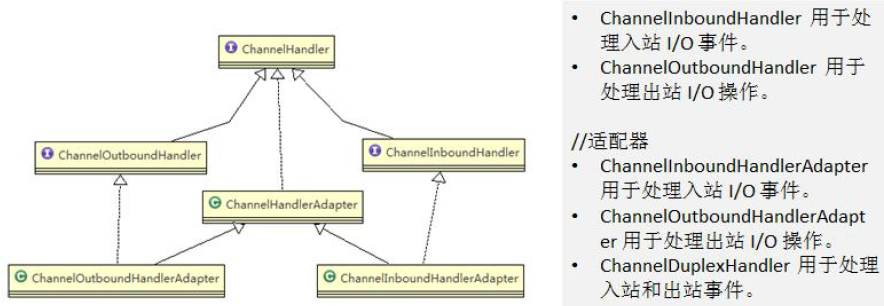 ChannelHandler
ChannelOutboundHandler
ChannelInboundHandler
ChannelHandlerAdapter
ChannelOutboundHandlerAdapter
ChannelInboundHandlerAdapter
• ChannelInboundHandler 用于处
理入站 I/O 事件。
• ChannelOutboundHandler 用于
处理出站 I/O 操作。
//适配器
• ChannelInboundHandlerAdapter
用于处理入站 I/O 事件。
• ChannelOutboundHandlerAdapt
er 用于处理出站 I/O 操作。
• ChannelDuplexHandler 用于处理
入站和出站事件。